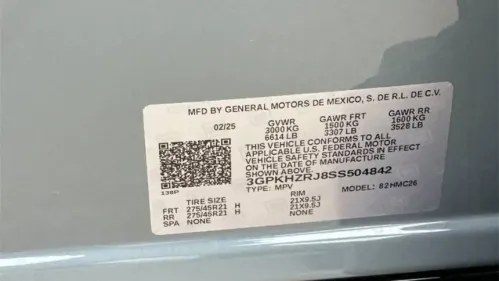 MFD BY GENERAL MOTORS DE MEXICO, S. DE R.L. DE C.V.
02/25 GVWR GAWR FRT GAWR RR
3000 KG 1500 KG 1600 KG
6614 LB 3307 LB 3528 LB
THIS VEHICLE CONFORMS TO ALL
APPLICABLE U.S. FEDERAL MOTOR
VEHICLE SAFETY STANDARDS IN EFFECT
ON THE DATE OF MANUFACTURE
3GPKHZRJ8SS504842
TYPE: MPV MODEL: 82HMC26
138P
TIRE SIZE RIM
FRT 275/45R21 H 21X9.5J
RR 275/45R21 H 21X9.5J
SPA NONE NONE